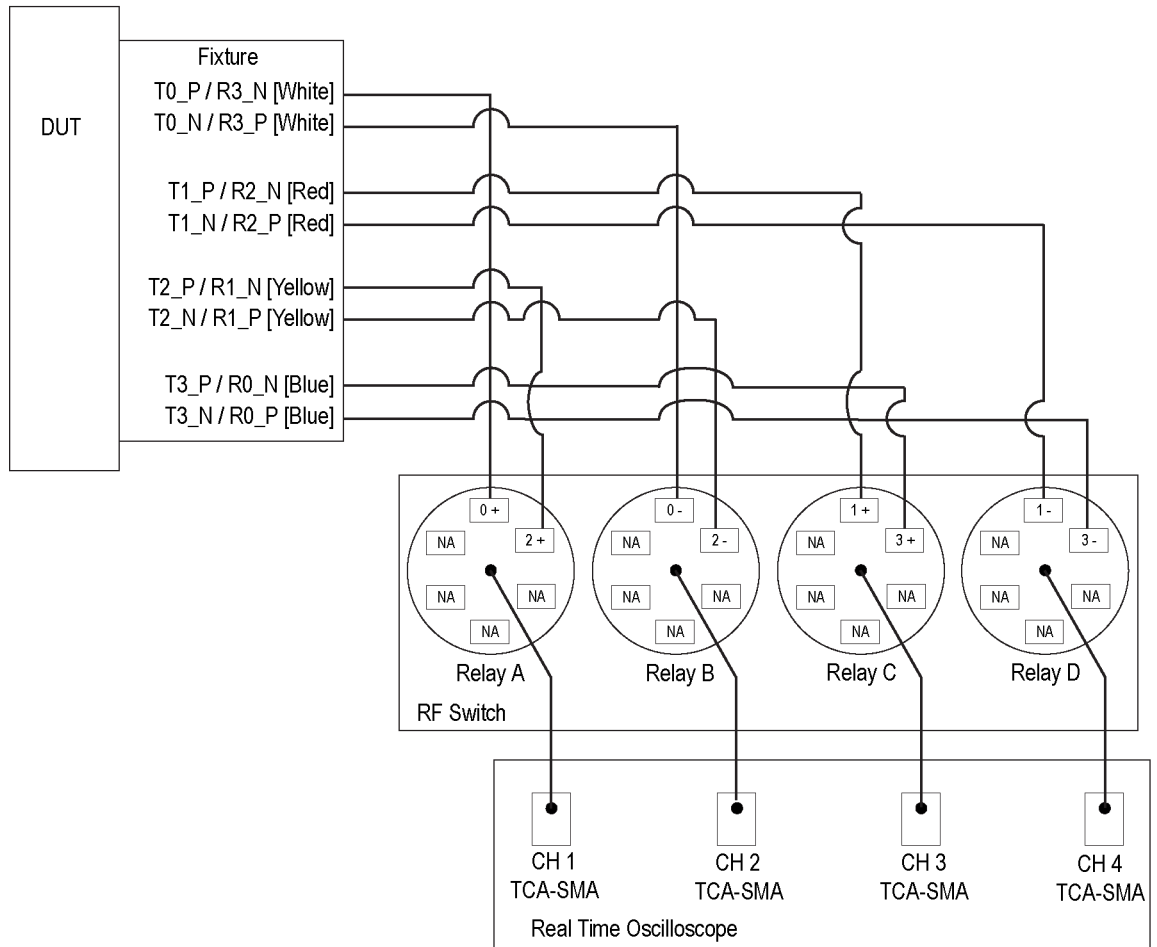 Fixture
T0_P / R3_N [White]
DUT
T0_N / R3_P [White]
T1_P / R2_N [Red]
T1_N / R2_P [Red]
T2_P / R1_N [Yellow]
T2_N / R1_P [Yellow]
T3_P / R0_N [Blue]
T3_N / R0_P [Blue]
0 +
0 -
1 +
1 -
NA
2 +
NA
2 -
NA
3 +
NA
3 -
NA
NA
NA
NA
NA
NA
NA
NA
NA
NA
NA
NA
Relay A
Relay B
Relay C
Relay D
RF Switch
CH 1
TCA-SMA
CH 2
TCA-SMA
CH 3
TCA-SMA
CH 4
TCA-SMA
Real Time Oscilloscope